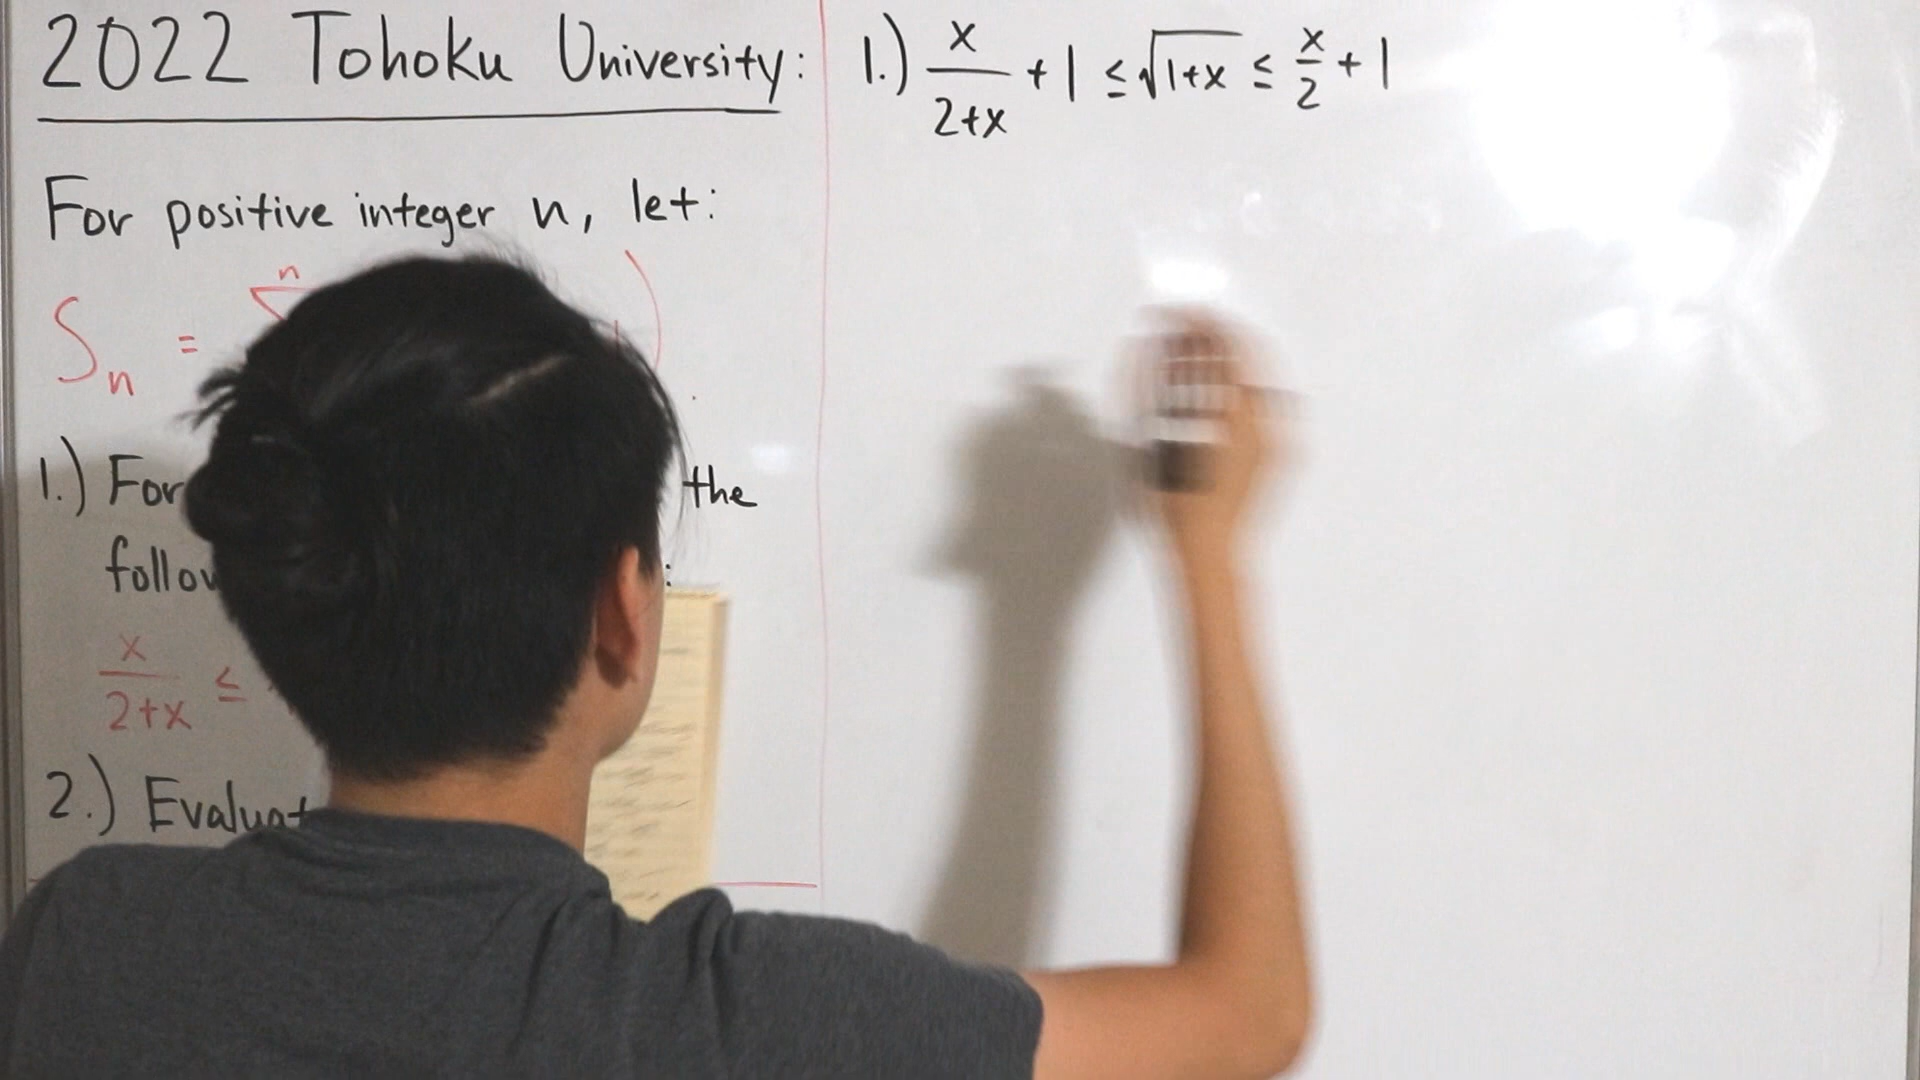 2022 Tohoku University:
For positive integer n, let:
n
Sₙ =
1.) For the
follow :
x/(2+x) ≤
2.) Evaluat
1.) x/(2+x) + 1 ≤ √(1+x) ≤ x/2 + 1